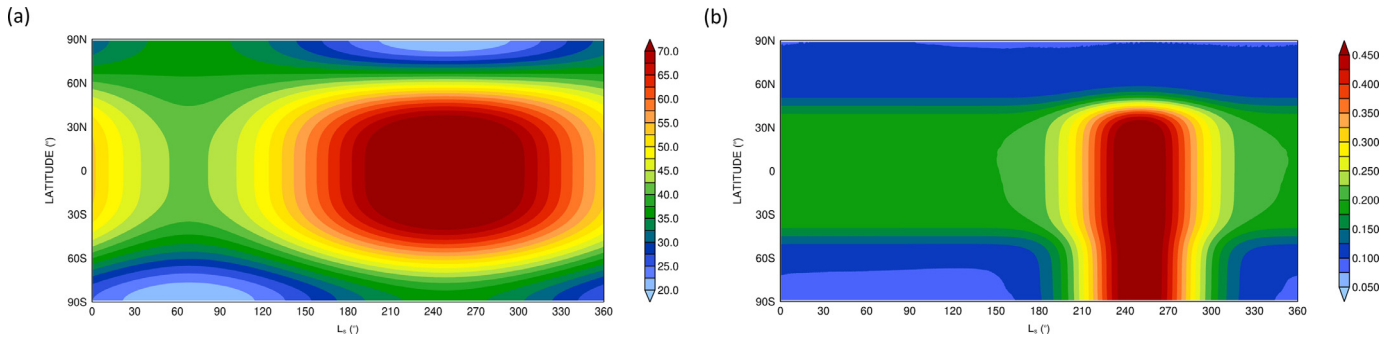 (a)
90N
60N
30N
0
30S
60S
90S
LATITUDE (°)
0 30 60 90 120 150 180 210 240 270 300 330 360
Ls (°)
70.0
65.0
60.0
55.0
50.0
45.0
40.0
35.0
30.0
25.0
20.0
(b)
90N
60N
30N
0
30S
60S
90S
LATITUDE (°)
0 30 60 90 120 150 180 210 240 270 300 330 360
Ls (°)
0.450
0.400
0.350
0.300
0.250
0.200
0.150
0.100
0.050